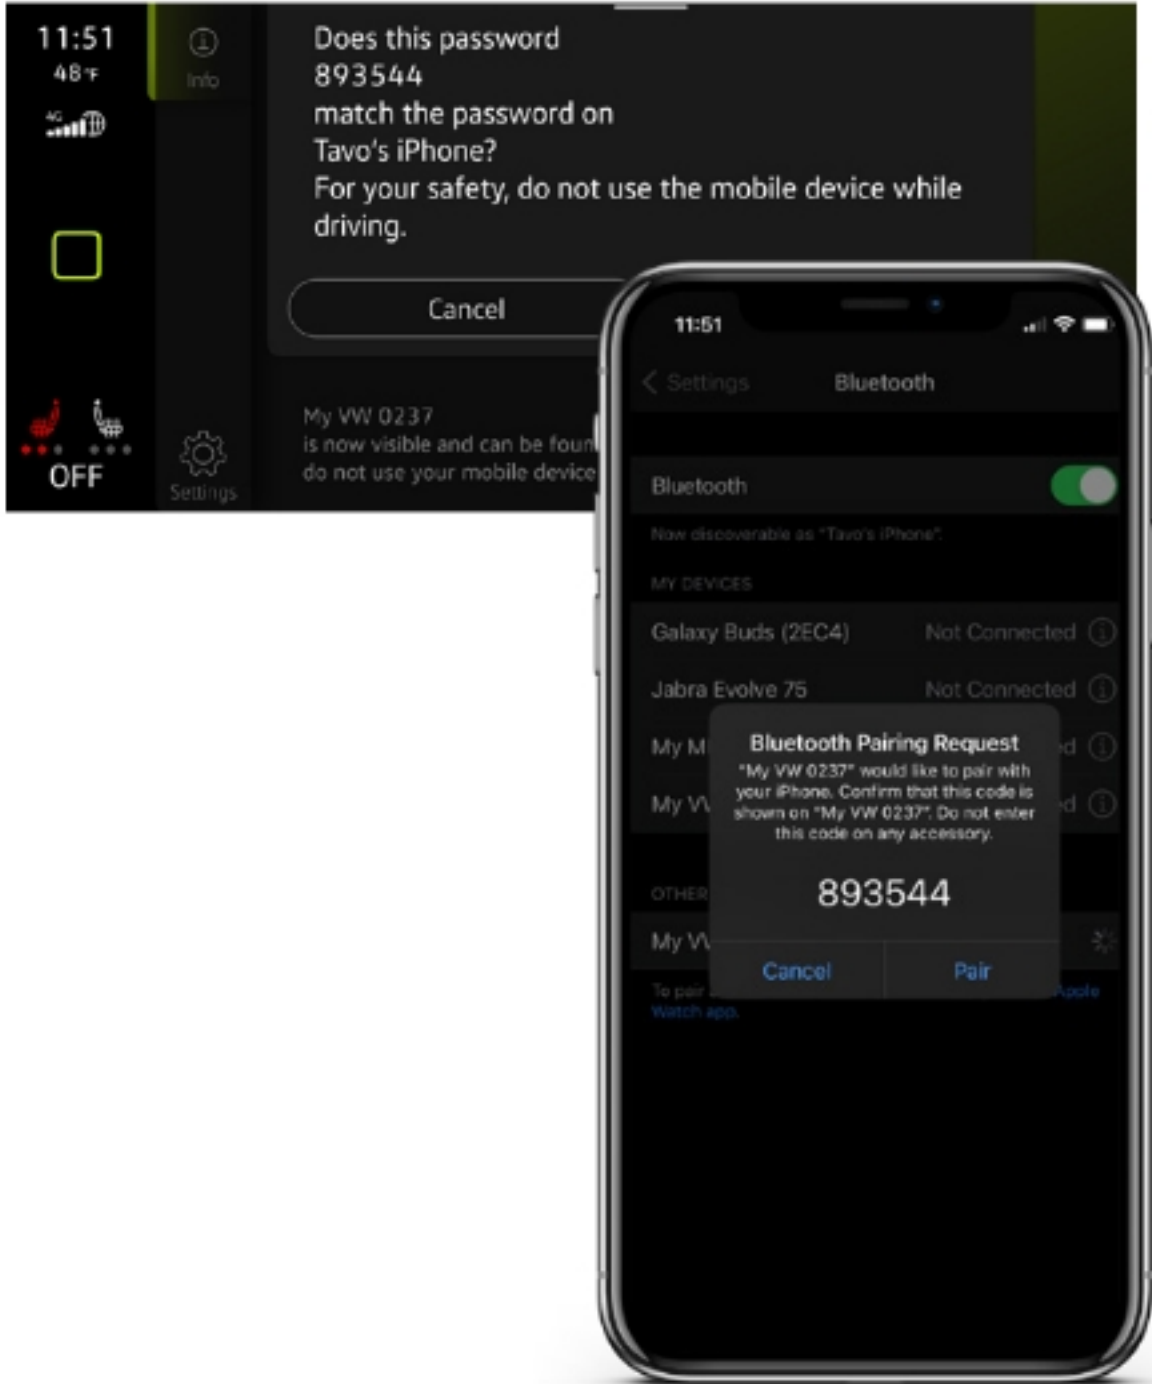 11:51
48°F
4G
OFF
Info
Settings
Does this password
893544
match the password on
Tavo's iPhone?
For your safety, do not use the mobile device while
driving.
Cancel
My VW 0237
is now visible and can be foun
do not use your mobile device
11:51
Settings
Bluetooth
Bluetooth
Now discoverable as "Tavo's iPhone".
MY DEVICES
Galaxy Buds (2EC4) Not Connected
Jabra Evolve 75 Not Connected
My M
My VW
Bluetooth Pairing Request
"My VW 0237" would like to pair with
your iPhone. Confirm that this code is
shown on "My VW 0237". Do not enter
this code on any accessory.
893544
Cancel Pair
OTHER
My VW
To pair Apple
Watch app.